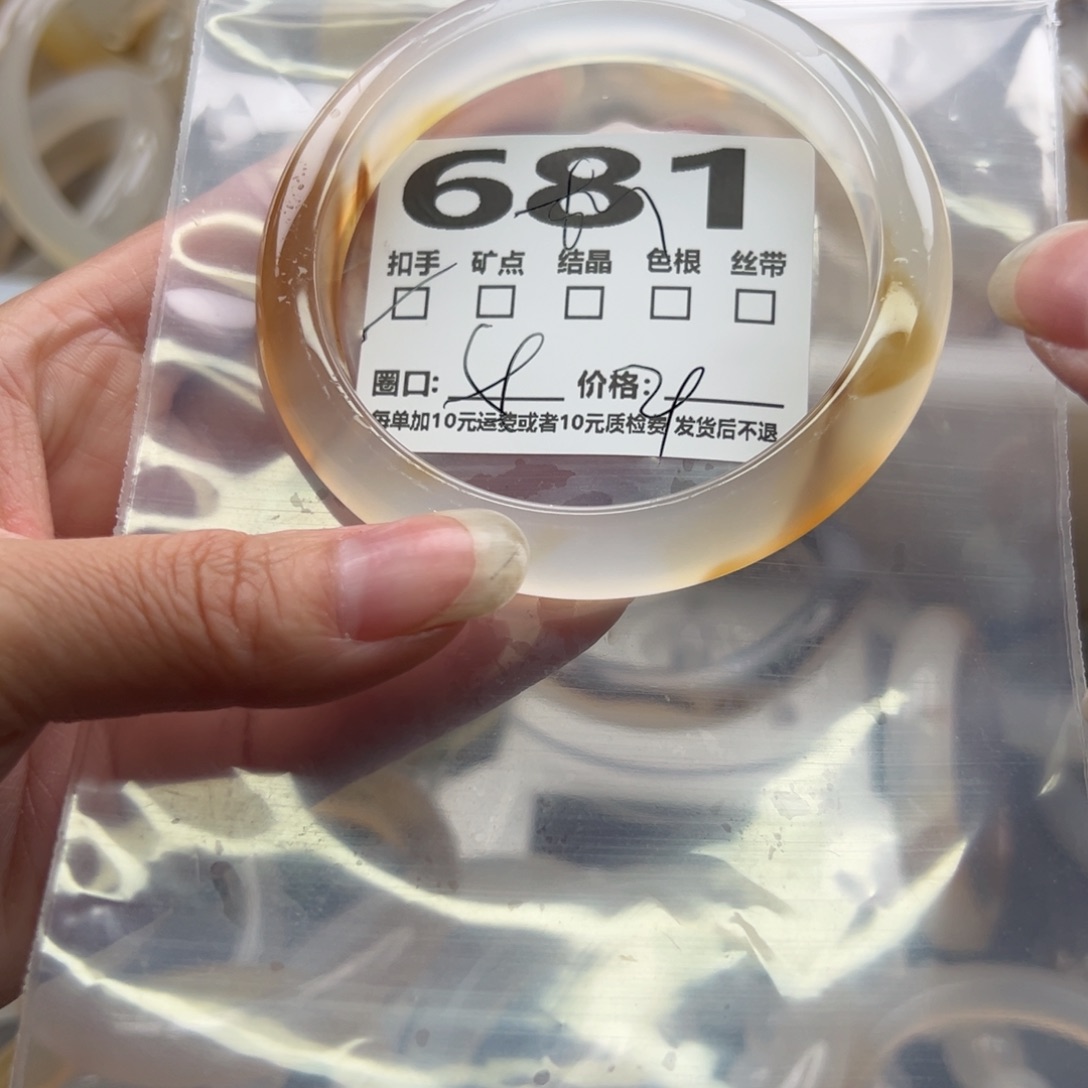 681
扣手 矿点 结晶 色根 丝带
圈口: 价格:
每单加10元运费或者10元质检费 发货后不退